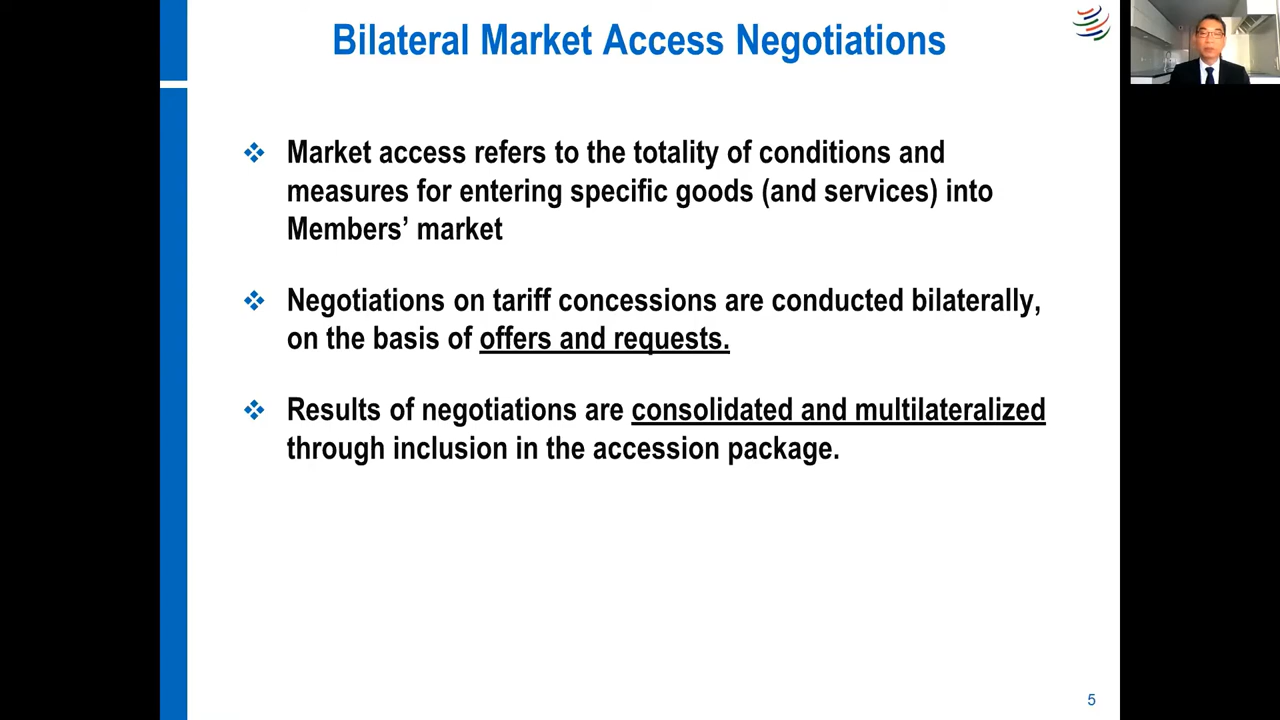 Bilateral Market Access Negotiations
Market access refers to the totality of conditions and
measures for entering specific goods (and services) into
Members’ market
Negotiations on tariff concessions are conducted bilaterally,
on the basis of offers and requests.
Results of negotiations are consolidated and multilateralized
through inclusion in the accession package.
5